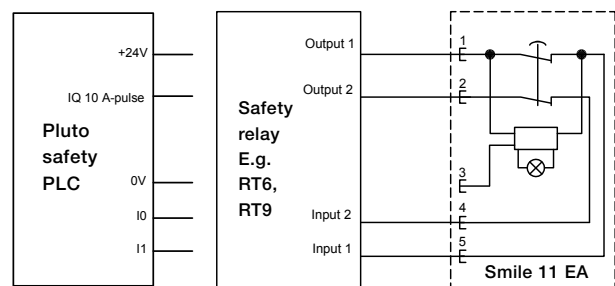 +24V
IQ 10 A-pulse
Pluto
safety
PLC
0V
I0
I1
Output 1
Output 2
Safety
relay
E.g.
RT6,
RT9
Input 2
Input 1
1
2
3
4
5
Smile 11 EA